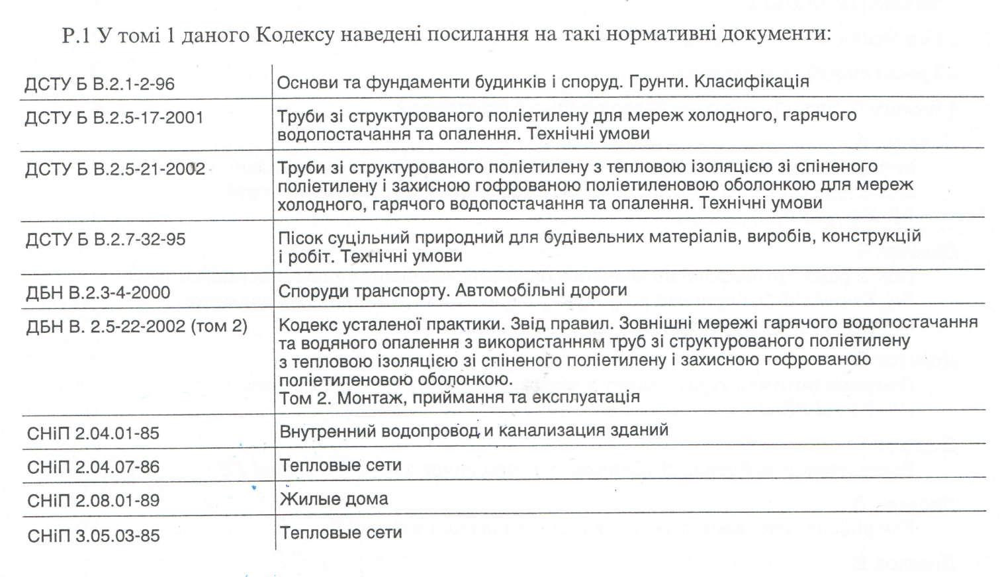 Р.1 У томі 1 даного Кодексу наведені посилання на такі нормативні документи:
ДСТУ Б В.2.1-2-96 Основи та фундаменти будинків і споруд. Грунти. Класифікація
ДСТУ Б В.2.5-17-2001 Труби зі структурованого поліетилену для мереж холодного, гарячого
водопостачання та опалення. Технічні умови
ДСТУ Б В.2.5-21-2002 Труби зі структурованого поліетилену з тепловою ізоляцією зі спіненого
поліетилену і захисною гофрованою поліетиленовою оболонкою для мереж
холодного, гарячого водопостачання та опалення. Технічні умови
ДСТУ Б В.2.7-32-95 Пісок суцільний природний для будівельних матеріалів, виробів, конструкцій
і робіт. Технічні умови
ДБН В.2.3-4-2000 Споруди транспорту. Автомобільні дороги
ДБН В. 2.5-22-2002 (том 2) Кодекс усталеної практики. Звід правил. Зовнішні мережі гарячого водопостачання
та водяного опалення з використанням труб зі структурованого поліетилену
з тепловою ізоляцією зі спіненого поліетилену і захисною гофрованою
поліетиленовою оболонкою.
Том 2. Монтаж, приймання та експлуатація
СНіП 2.04.01-85 Внутренний водопровод и канализация зданий
СНіП 2.04.07-86 Тепловые сети
СНіП 2.08.01-89 Жилые дома
СНіП 3.05.03-85 Тепловые сети